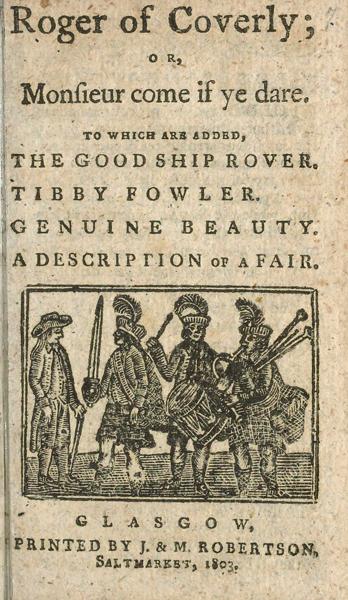 Roger of Coverly;
OR,
Monſieur come if ye dare.
TO WHICH ARE ADDED,
THE GOOD SHIP ROVER.
TIBBY FOWLER.
GENUINE BEAUTY.
A DESCRIPTION OF A FAIR.
GLASGOW,
PRINTED BY J. & M. ROBERTSON,
SALTMARKET, 1803.